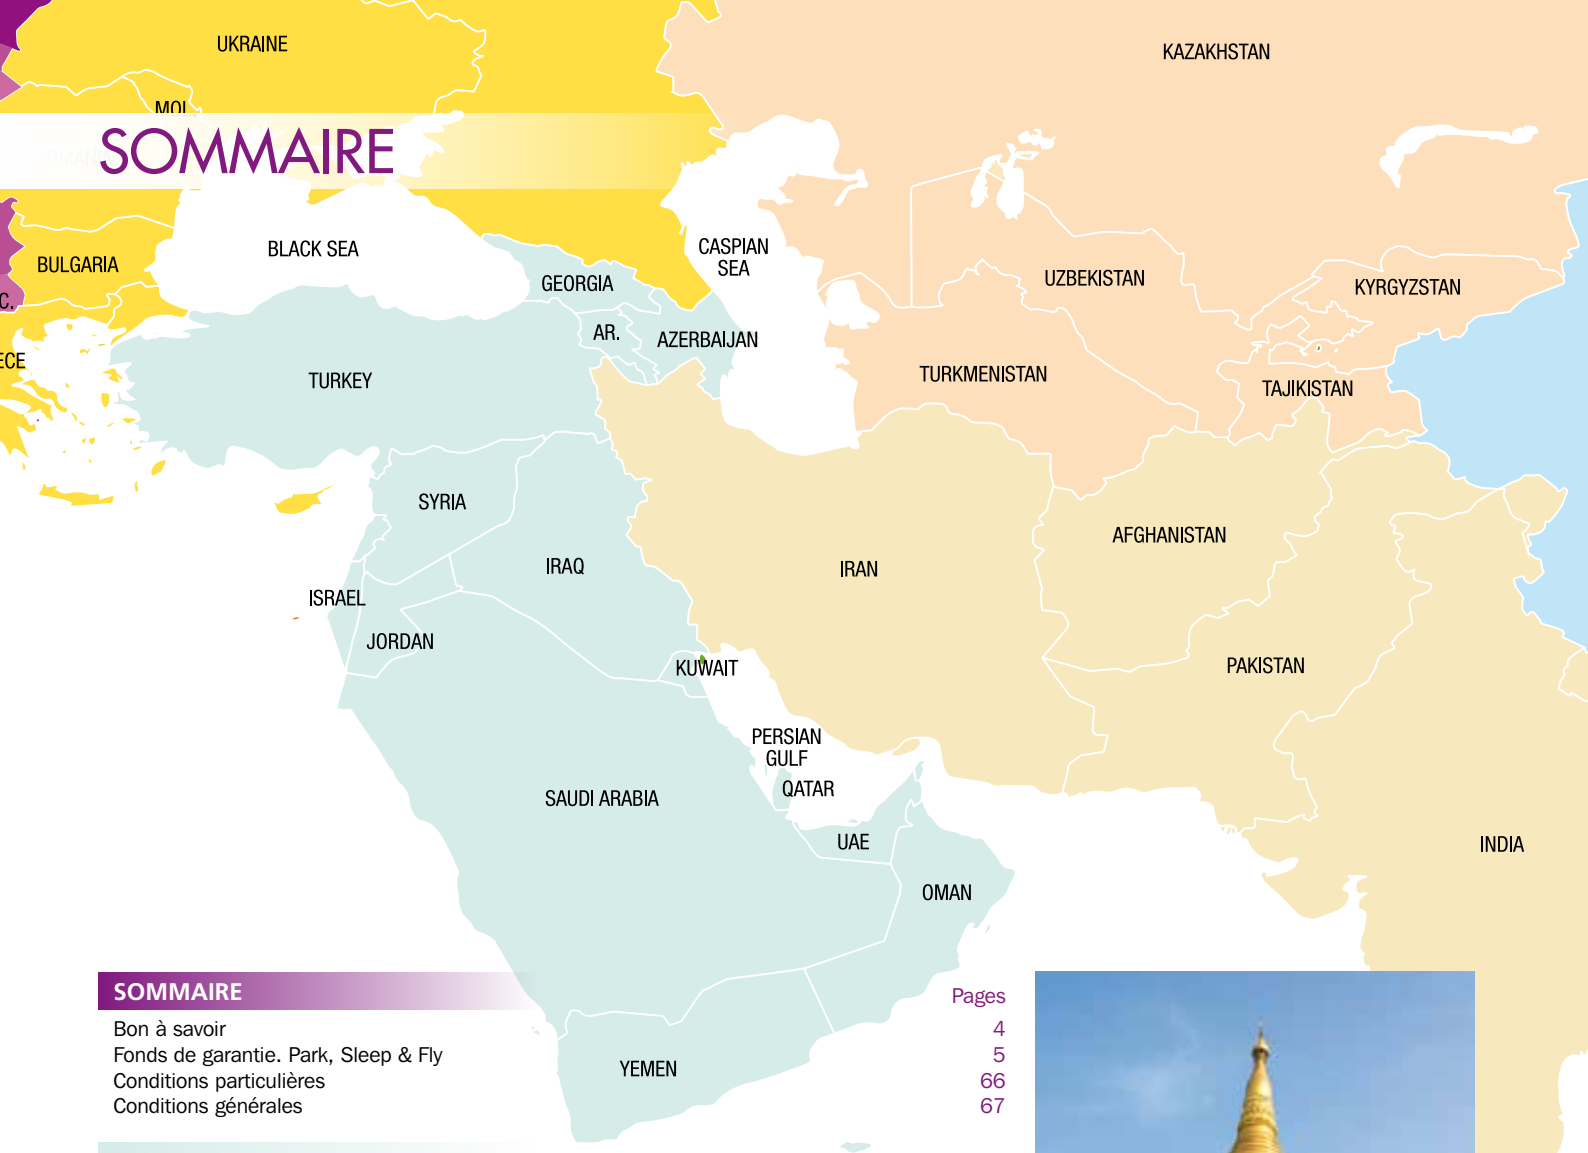 UKRAINE
KAZAKHSTAN
MOL
SOMMAIRE
BLACK SEA
CASPIAN
SEA
BULGARIA
GEORGIA
UZBEKISTAN
KYRGYZSTAN
C.
AR.
AZERBAIJAN
ECE
TURKEY
TURKMENISTAN
TAJIKISTAN
SYRIA
AFGHANISTAN
IRAQ
IRAN
ISRAEL
JORDAN
KUWAIT
PAKISTAN
PERSIAN
GULF
QATAR
SAUDI ARABIA
UAE
INDIA
OMAN
YEMEN
SOMMAIRE
Pages
Bon à savoir 4
Fonds de garantie. Park, Sleep & Fly 5
Conditions particulières 66
Conditions générales 67